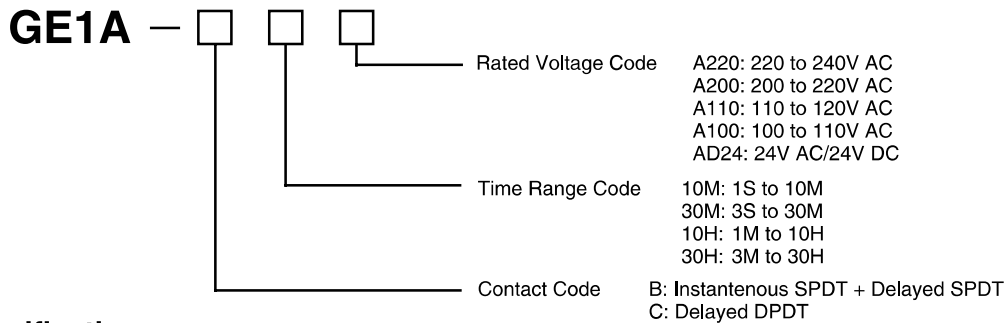 GE1A –
Rated Voltage Code
A220: 220 to 240V AC
A200: 200 to 220V AC
A110: 110 to 120V AC
A100: 100 to 110V AC
AD24: 24V AC/24V DC
Time Range Code
10M: 1S to 10M
30M: 3S to 30M
10H: 1M to 10H
30H: 3M to 30H
Contact Code
B: Instantenous SPDT + Delayed SPDT
C: Delayed DPDT